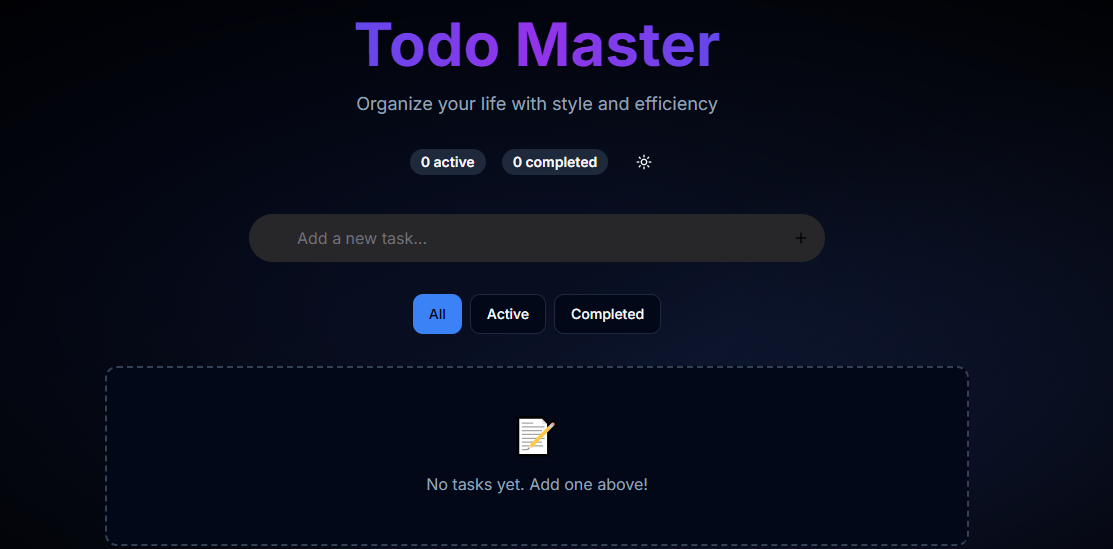 Todo Master
Organize your life with style and efficiency
0 active 0 completed
Add a new task...
+
All Active Completed
No tasks yet. Add one above!